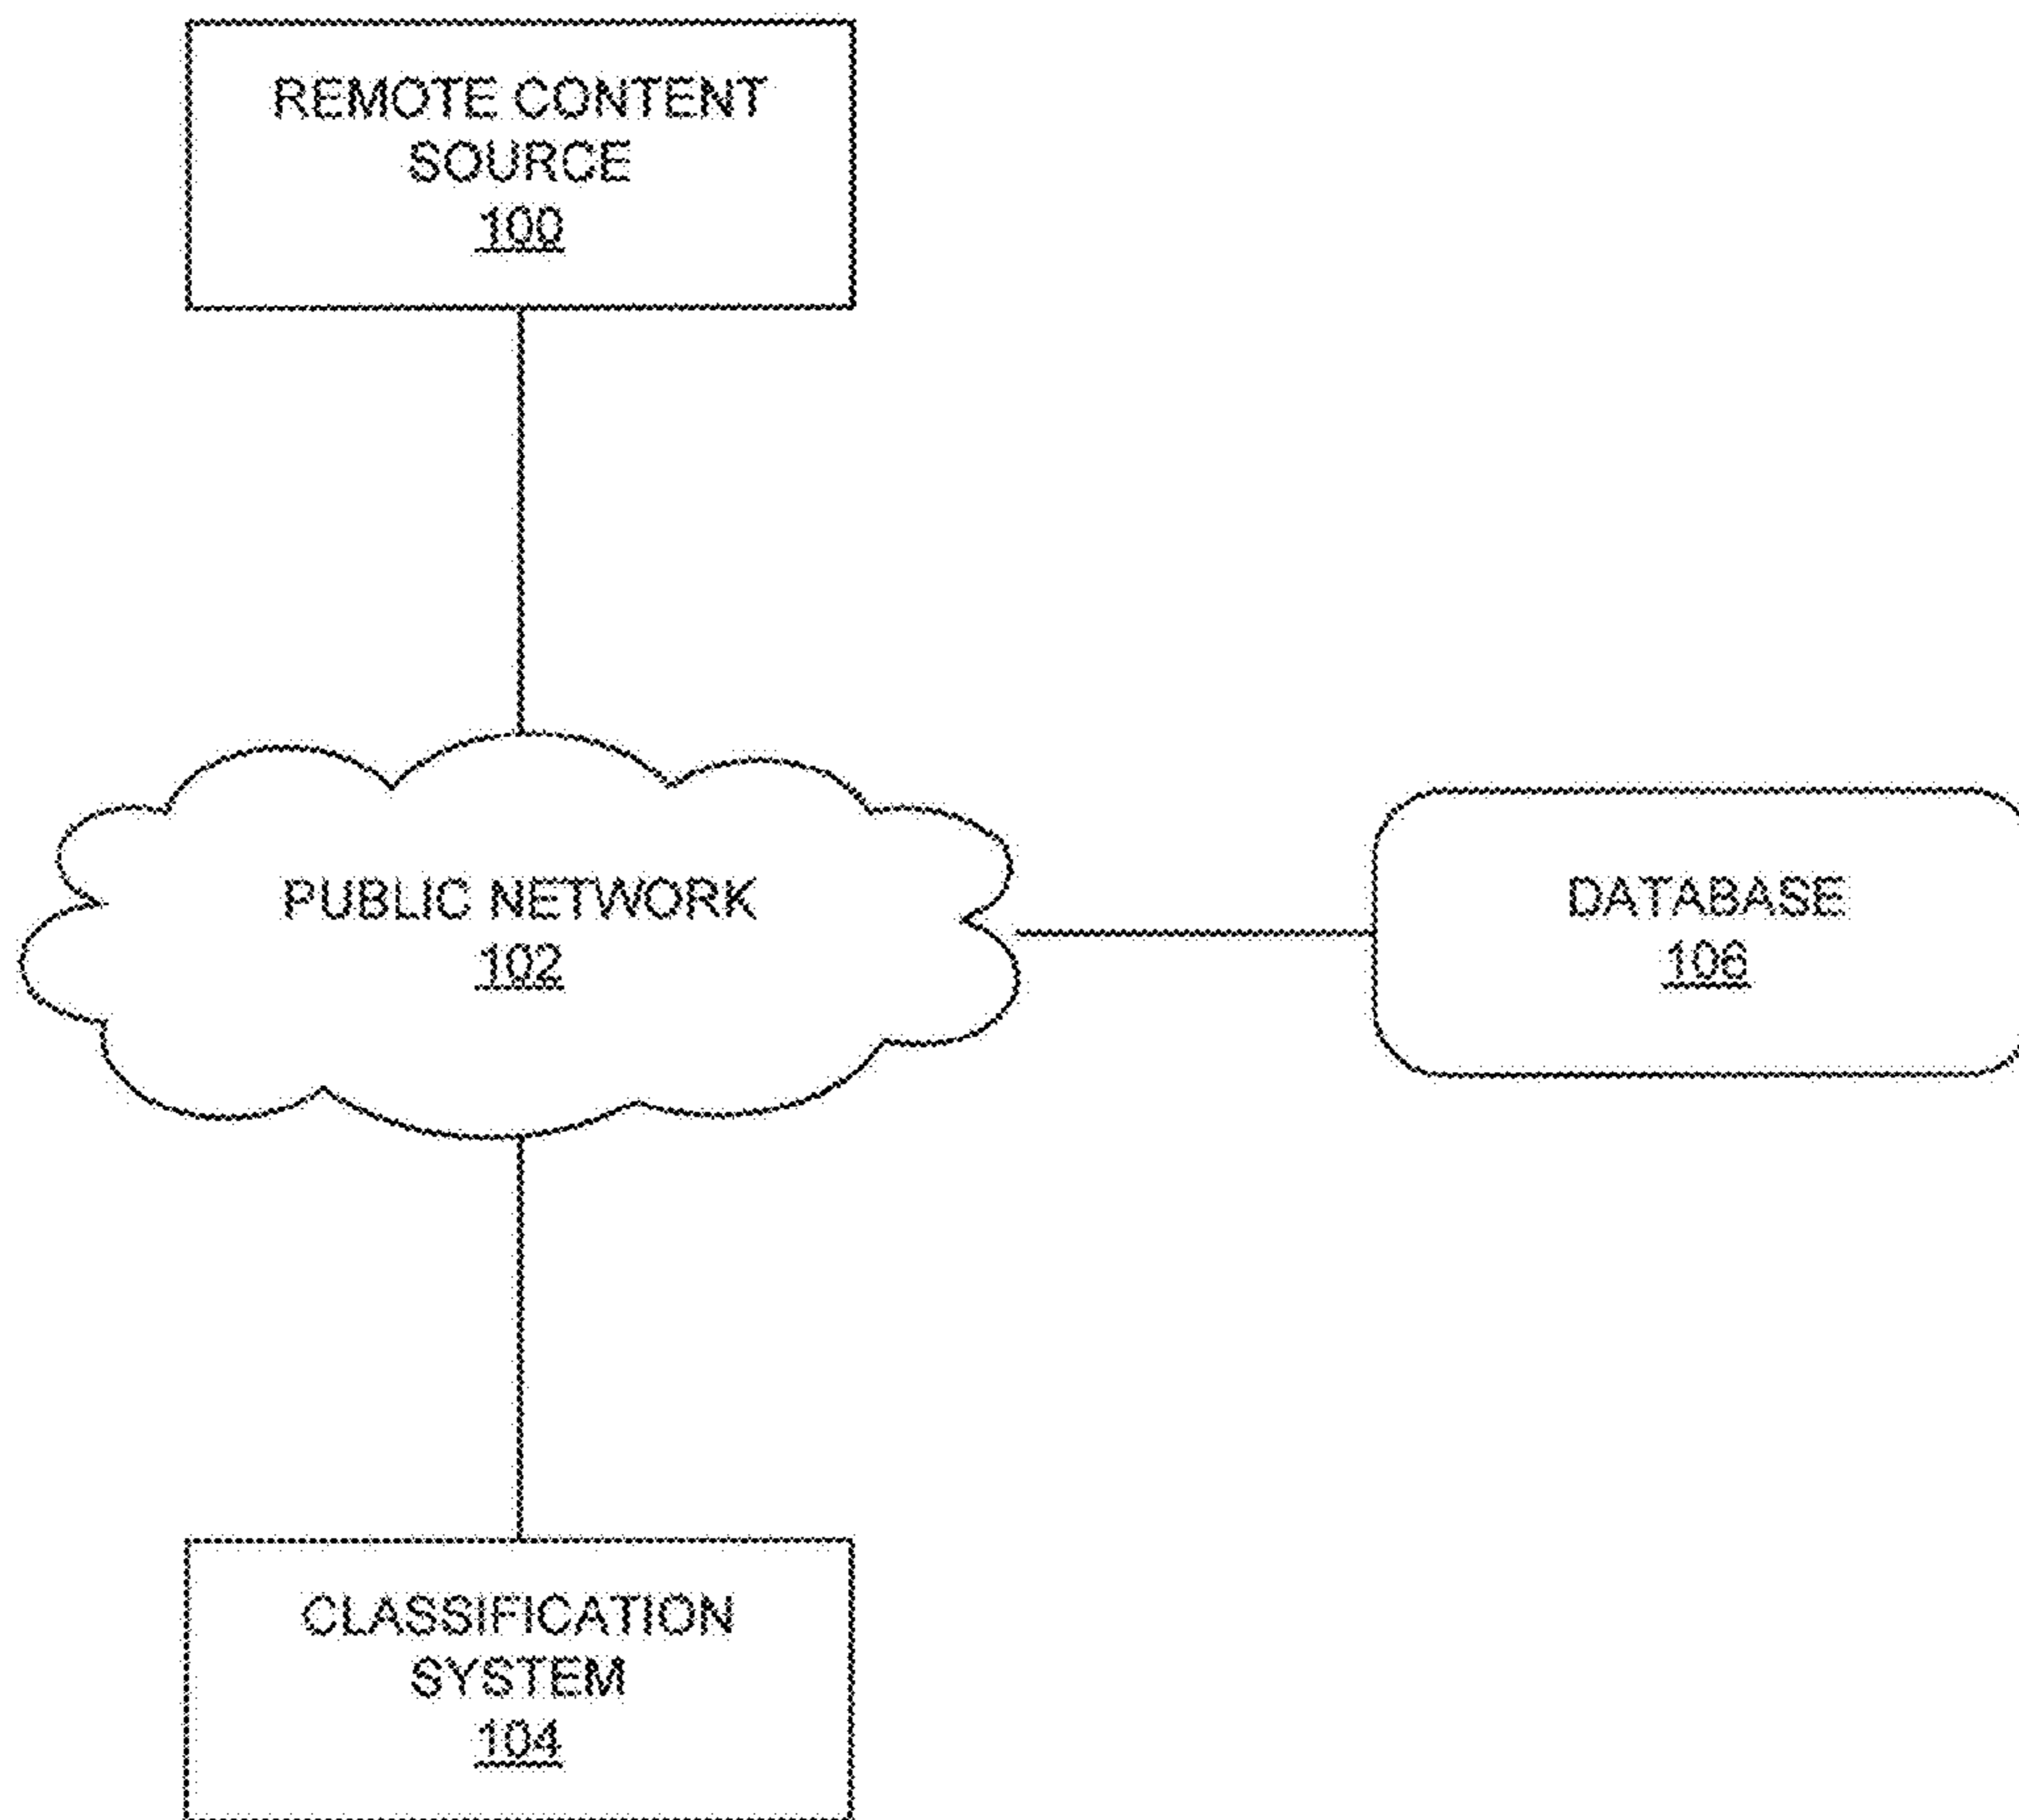 REMOTE CONTENT
SOURCE
100
PUBLIC NETWORK
102
DATABASE
106
CLASSIFICATION
SYSTEM
104